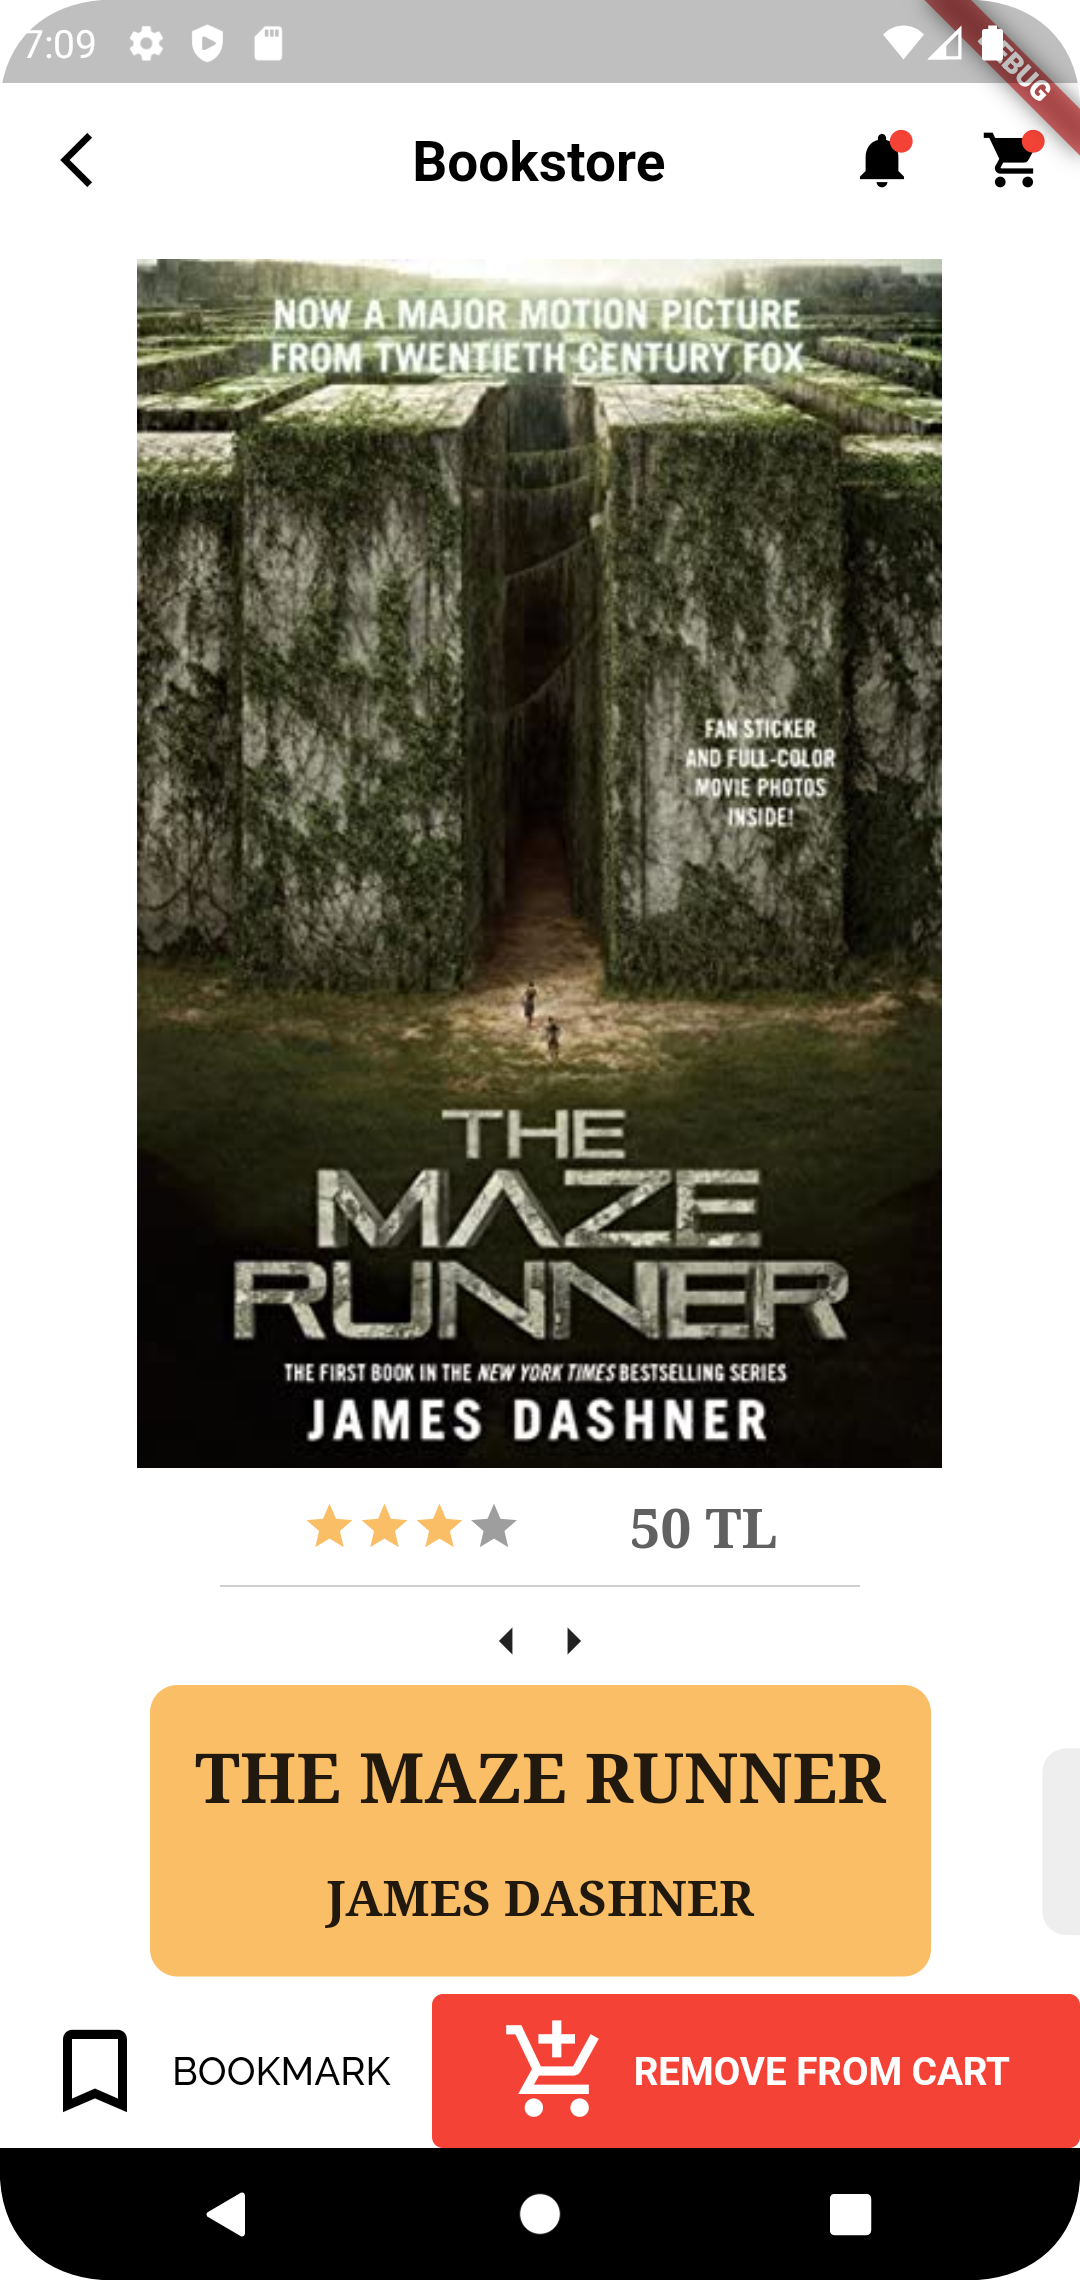 7:09
Bookstore
NOW A MAJOR MOTION PICTURE
FROM TWENTIETH CENTURY FOX
FAN STICKER
AND FULL-COLOR
MOVIE PHOTOS
INSIDE!
THE
MAZE
RUNNER
THE FIRST BOOK IN THE NEW YORK TIMES BESTSELLING SERIES
JAMES DASHNER
50 TL
THE MAZE RUNNER
JAMES DASHNER
BOOKMARK
REMOVE FROM CART